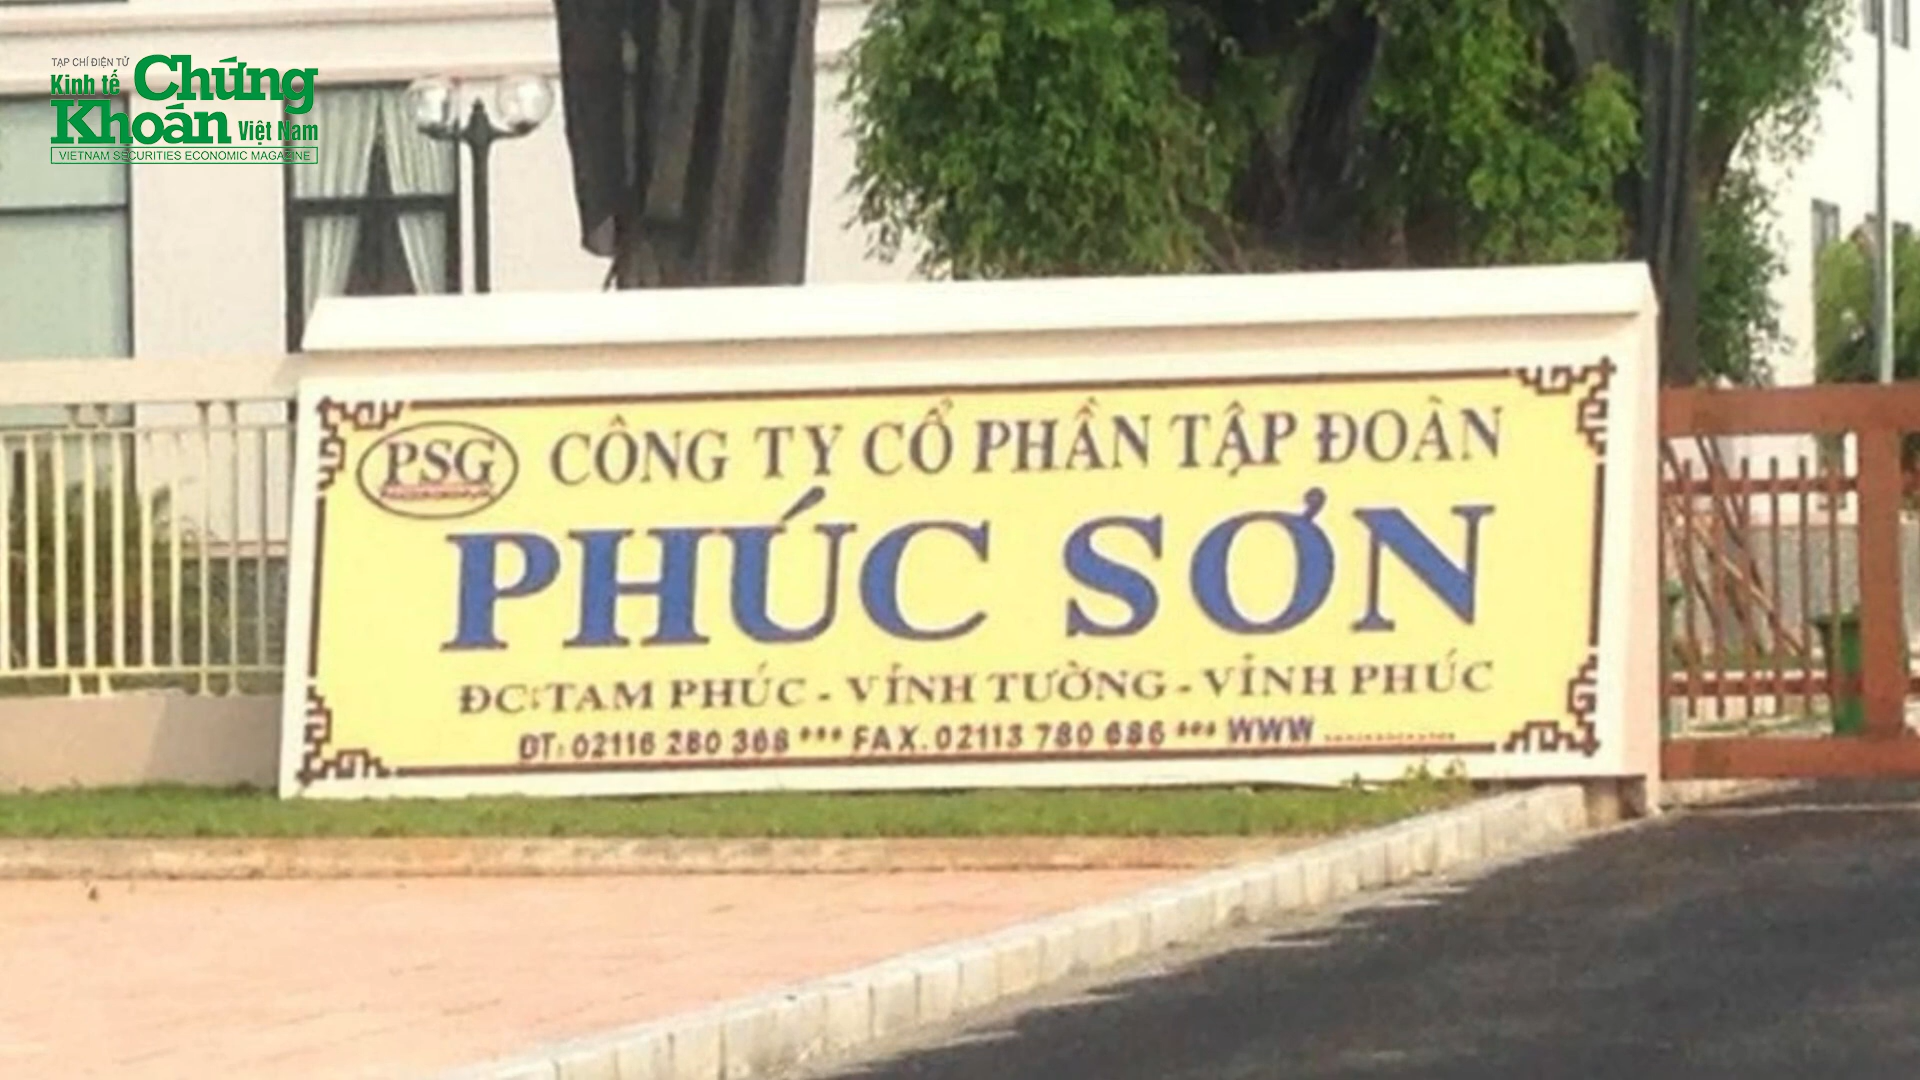 TẠP CHÍ ĐIỆN TỬ
Kinh tế Chứng
Khoán Việt Nam
VIETNAM SECURITIES ECONOMIC MAGAZINE
PSG CÔNG TY CỔ PHẦN TẬP ĐOÀN
PHÚC SƠN
ĐC: TAM PHÚC - VĨNH TƯỜNG - VĨNH PHÚC
ĐT: 02116 280 368 *** FAX. 02113 780 686 *** WWW